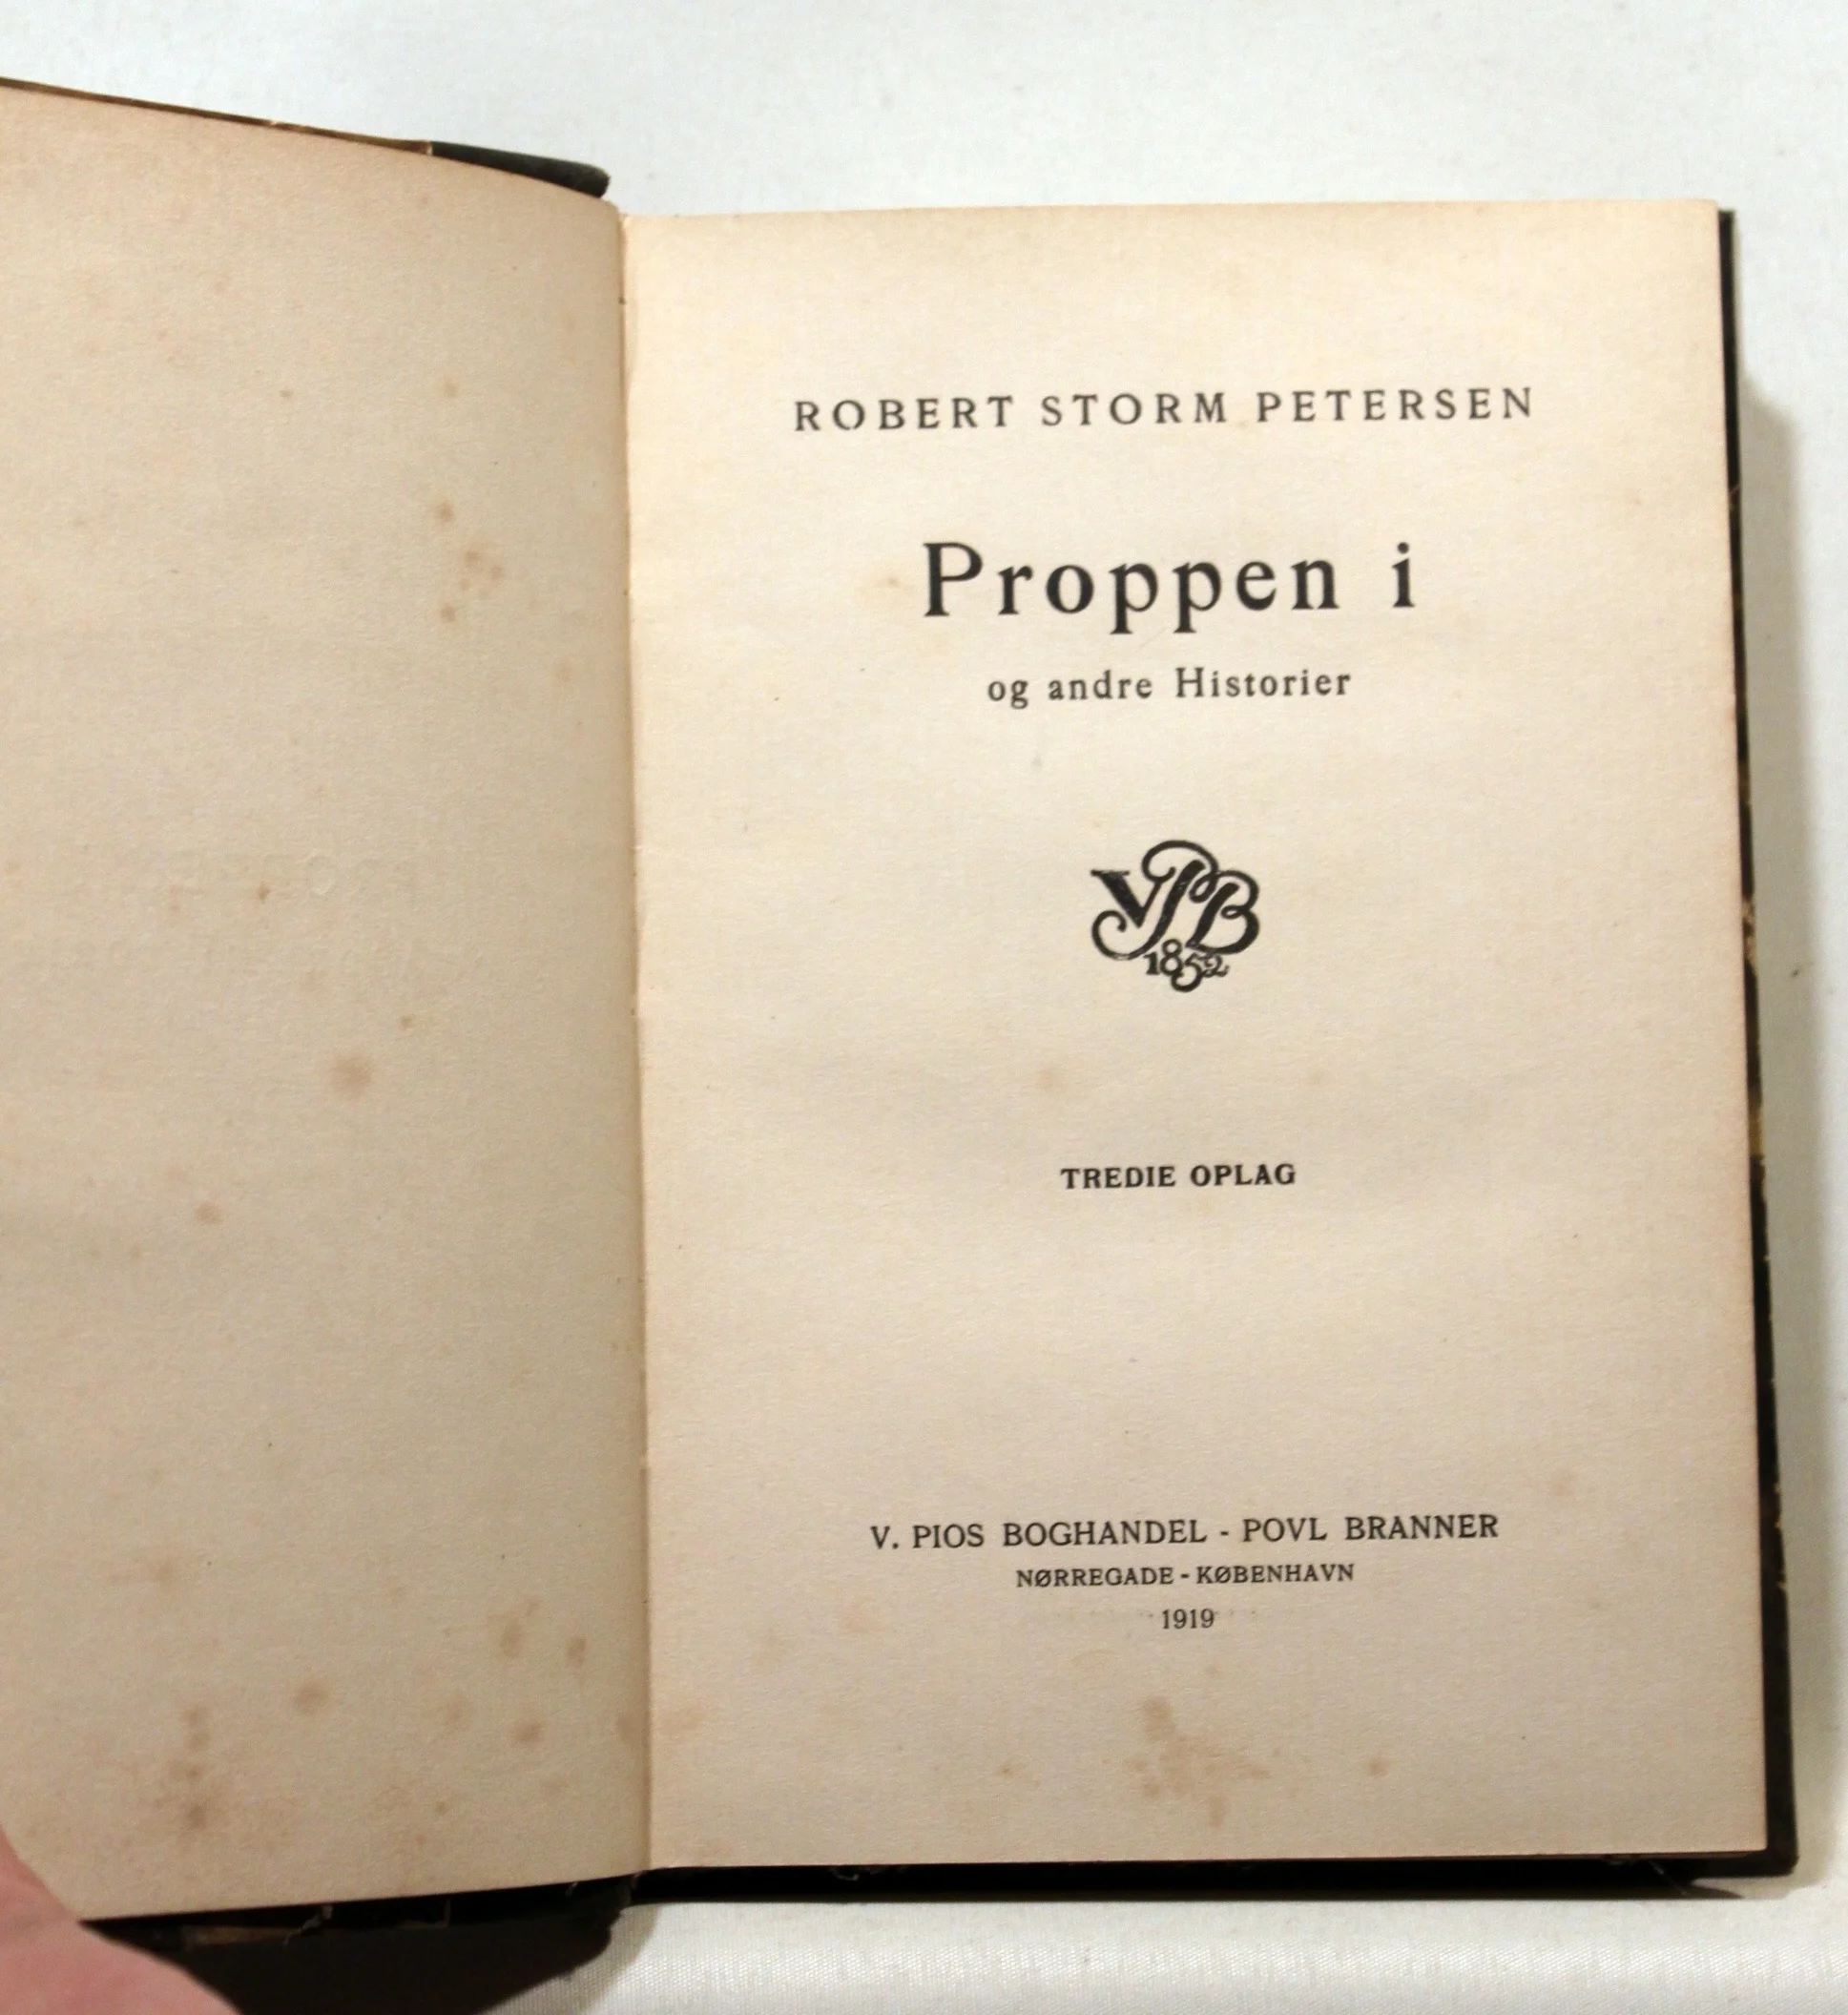 ROBERT STORM PETERSEN
Proppen i
og andre Historier
VPB
1852
TREDIE OPLAG
V. PIOS BOGHANDEL - POVL BRANNER
NØRREGADE - KØBENHAVN
1919